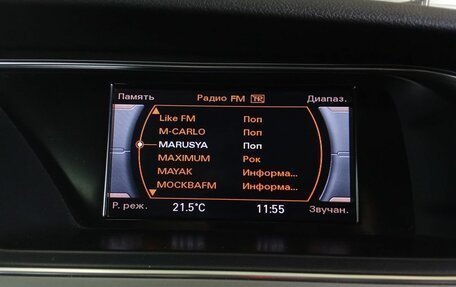 Память Радио FM TP Диапаз.
Like FM Поп
M-CARLO Поп
MARUSYA Поп
MAXIMUM Рок
MAYAK Информа...
МОСКВАFM Информа...
Р. реж. 21.5°C 11:55 Звучан.